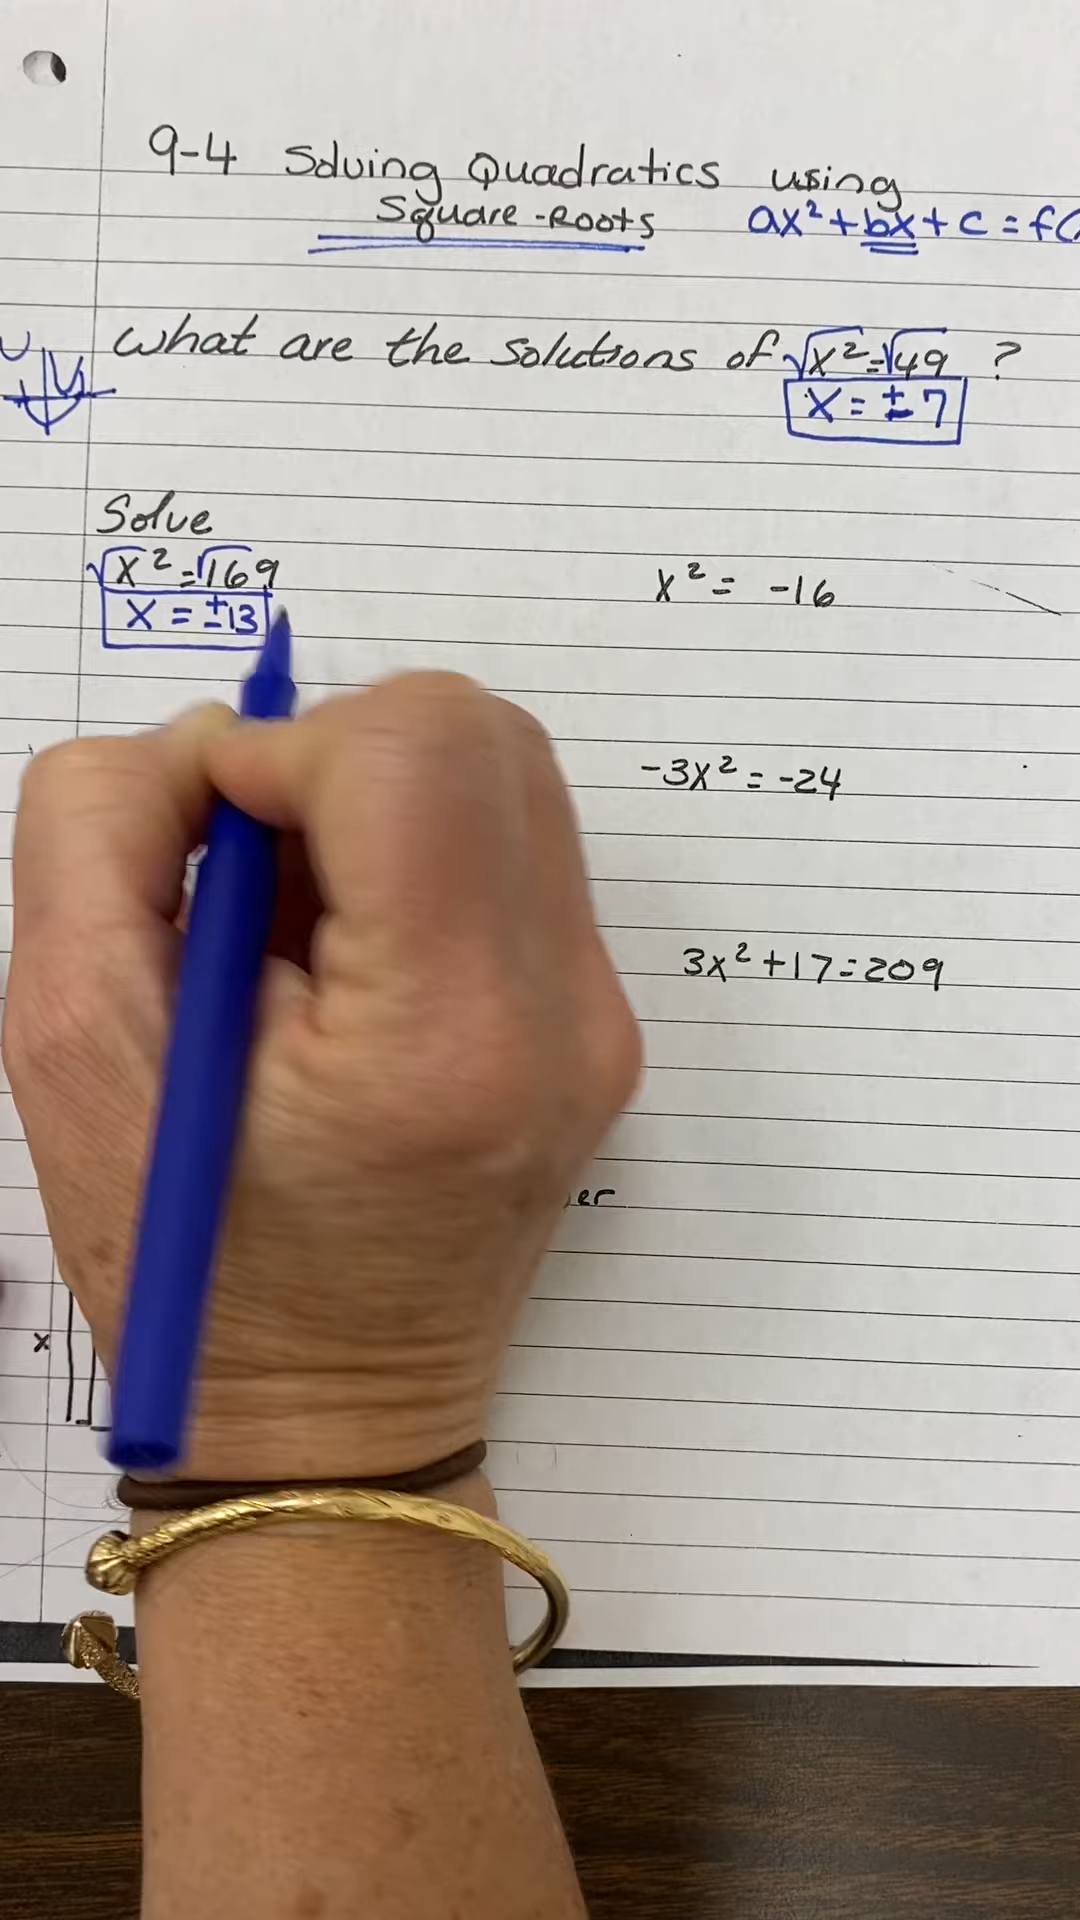 9-4 Solving Quadratics using
Square-Roots ax²+bx+c=f(
What are the solutions of √x²=√49 ?
x = ±7
Solve
√x²=√169
x = ±13
x² = -16
-3x² = -24
3x²+17=209
er
x